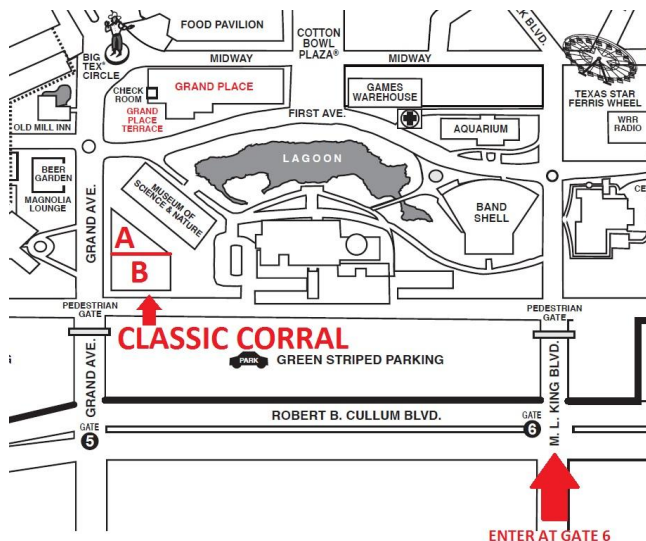 FOOD PAVILION
COTTON
BOWL
PLAZA®
BLVD.
BIG
TEX®
CIRCLE
MIDWAY
MIDWAY
CHECK
ROOM
GRAND PLACE
GRAND
PLACE
TERRACE
GAMES
WAREHOUSE
TEXAS STAR
FERRIS WHEEL
FIRST AVE.
OLD MILL INN
AQUARIUM
WRR
RADIO
LAGOON
BEER
GARDEN
MAGNOLIA
LOUNGE
MUSEUM OF
SCIENCE & NATURE
BAND
SHELL
CE
GRAND AVE.
A
B
PEDESTRIAN
GATE
PEDESTRIAN
GATE
CLASSIC CORRAL
PARK
GREEN STRIPED PARKING
GRAND AVE.
M. L. KING BLVD.
ROBERT B. CULLUM BLVD.
GATE
5
GATE
6
ENTER AT GATE 6